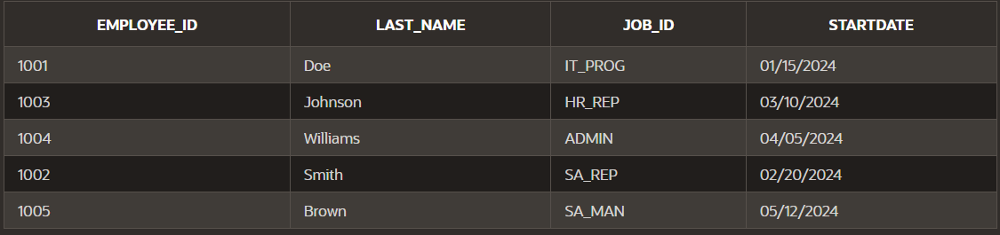 EMPLOYEE_ID LAST_NAME JOB_ID STARTDATE
1001 Doe IT_PROG 01/15/2024
1003 Johnson HR_REP 03/10/2024
1004 Williams ADMIN 04/05/2024
1002 Smith SA_REP 02/20/2024
1005 Brown SA_MAN 05/12/2024